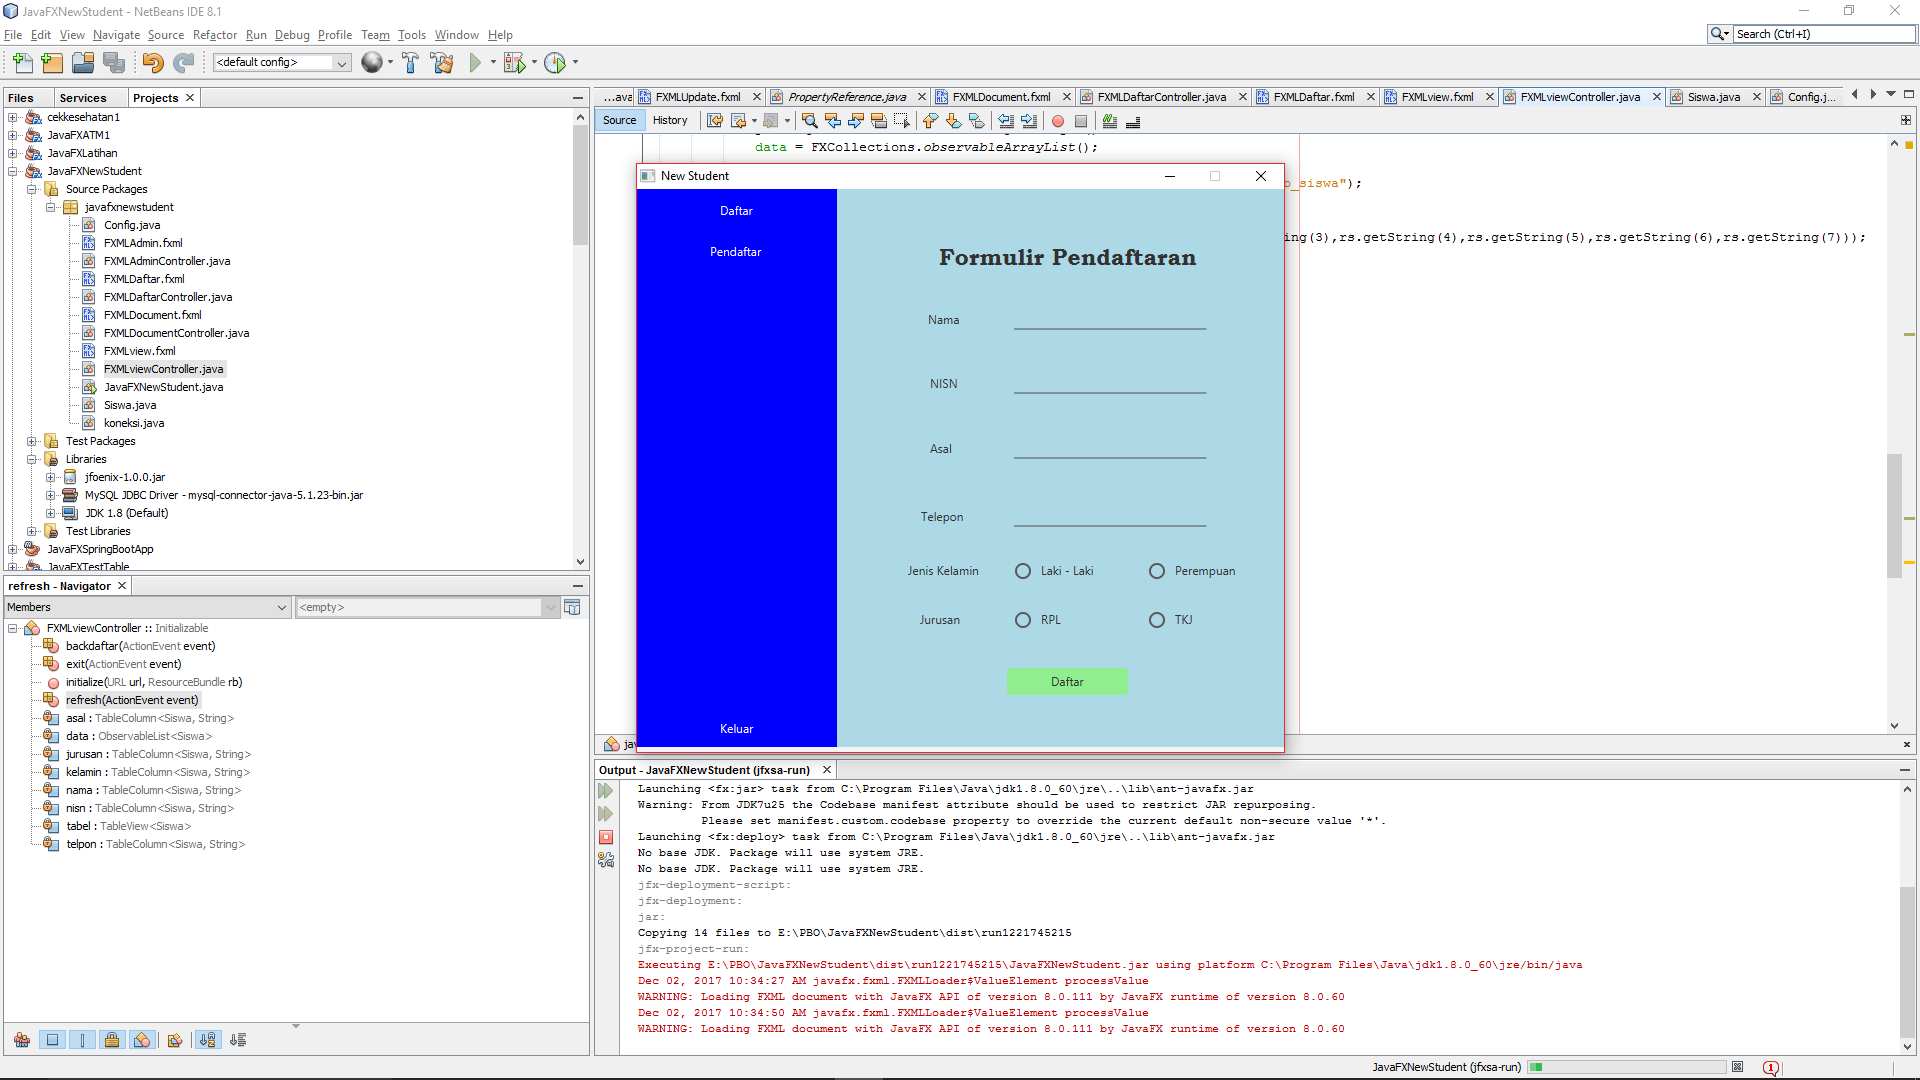 JavaFXNewStudent - NetBeans IDE 8.1
File Edit View Navigate Source Refactor Run Debug Profile Team Tools Window Help
Search (Ctrl+I)
<default config>
Files Services Projects
cekkesehatan1
JavaFXATM1
JavaFXLatihan
JavaFXNewStudent
Source Packages
javafxnewstudent
Config.java
FXMLAdmin.fxml
FXMLAdminController.java
FXMLDaftar.fxml
FXMLDaftarController.java
FXMLDocument.fxml
FXMLDocumentController.java
FXMLview.fxml
FXMLviewController.java
JavaFXNewStudent.java
Siswa.java
koneksi.java
Test Packages
Libraries
jfoenix-1.0.0.jar
MySQL JDBC Driver - mysql-connector-java-5.1.23-bin.jar
JDK 1.8 (Default)
Test Libraries
JavaFXSpringBootApp
JavaFXTestTable
refresh - Navigator
Members <empty>
FXMLviewController :: Initializable
backdaftar(ActionEvent event)
exit(ActionEvent event)
initialize(URL url, ResourceBundle rb)
refresh(ActionEvent event)
asal : TableColumn<Siswa, String>
data : ObservableList<Siswa>
jurusan : TableColumn<Siswa, String>
kelamin : TableColumn<Siswa, String>
nama : TableColumn<Siswa, String>
nisn : TableColumn<Siswa, String>
tabel : TableView<Siswa>
telpon : TableColumn<Siswa, String>
...ava FXMLUpdate.fxml PropertyReference.java FXMLDocument.fxml FXMLDaftarController.java FXMLDaftar.fxml FXMLview.fxml FXMLviewController.java Siswa.java Config.j...
Source History
data = FXCollections.observableArrayList();
_siswa");
ing(3),rs.getString(4),rs.getString(5),rs.getString(6),rs.getString(7)));
New Student
Daftar
Pendaftar
Keluar
Formulir Pendaftaran
Nama
NISN
Asal
Telepon
Jenis Kelamin Laki - Laki Perempuan
Jurusan RPL TKJ
Daftar
jav
Output - JavaFXNewStudent (jfxsa-run)
Launching <fx:jar> task from C:\Program Files\Java\jdk1.8.0_60\jre\..\lib\ant-javafx.jar
Warning: From JDK7u25 the Codebase manifest attribute should be used to restrict JAR repurposing.
Please set manifest.custom.codebase property to override the current default non-secure value '*'.
Launching <fx:deploy> task from C:\Program Files\Java\jdk1.8.0_60\jre\..\lib\ant-javafx.jar
No base JDK. Package will use system JRE.
No base JDK. Package will use system JRE.
jfx-deployment-script:
jfx-deployment:
jar:
Copying 14 files to E:\PBO\JavaFXNewStudent\dist\run1221745215
jfx-project-run:
Executing E:\PBO\JavaFXNewStudent\dist\run1221745215\JavaFXNewStudent.jar using platform C:\Program Files\Java\jdk1.8.0_60\jre/bin/java
Dec 02, 2017 10:34:27 AM javafx.fxml.FXMLLoader$ValueElement processValue
WARNING: Loading FXML document with JavaFX API of version 8.0.111 by JavaFX runtime of version 8.0.60
Dec 02, 2017 10:34:50 AM javafx.fxml.FXMLLoader$ValueElement processValue
WARNING: Loading FXML document with JavaFX API of version 8.0.111 by JavaFX runtime of version 8.0.60
JavaFXNewStudent (jfxsa-run)
1